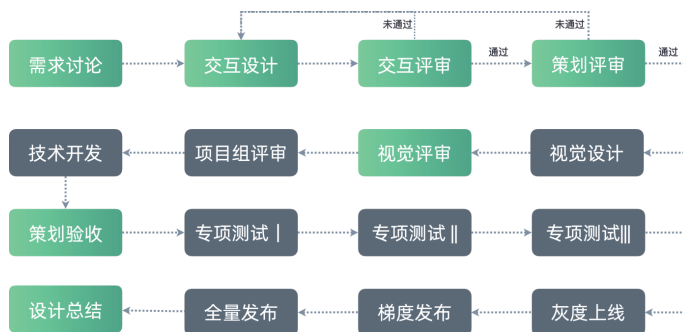 未通过
未通过
需求讨论
交互设计
交互评审
通过
策划评审
通过
技术开发
项目组评审
视觉评审
视觉设计
策划验收
专项测试 |
专项测试 ||
专项测试|||
设计总结
全量发布
梯度发布
灰度上线